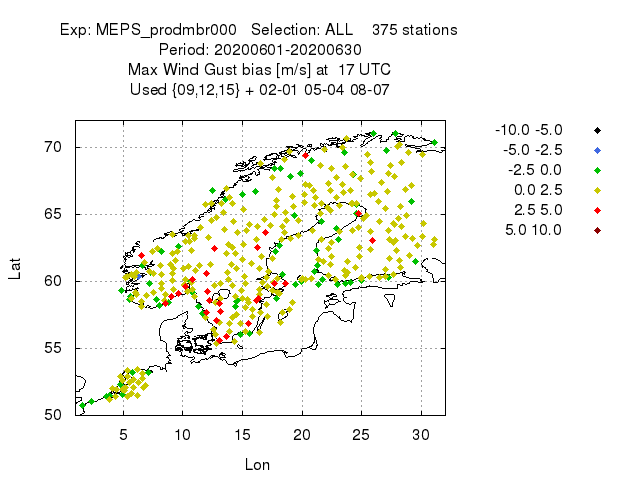 Exp: MEPS_prodmbr000 Selection: ALL 375 stations
Period: 20200601-20200630
Max Wind Gust bias [m/s] at 17 UTC
Used {09,12,15} + 02-01 05-04 08-07
-10.0 -5.0
-5.0 -2.5
-2.5 0.0
0.0 2.5
2.5 5.0
5.0 10.0
70
65
60
55
50
Lat
5 10 15 20 25 30
Lon